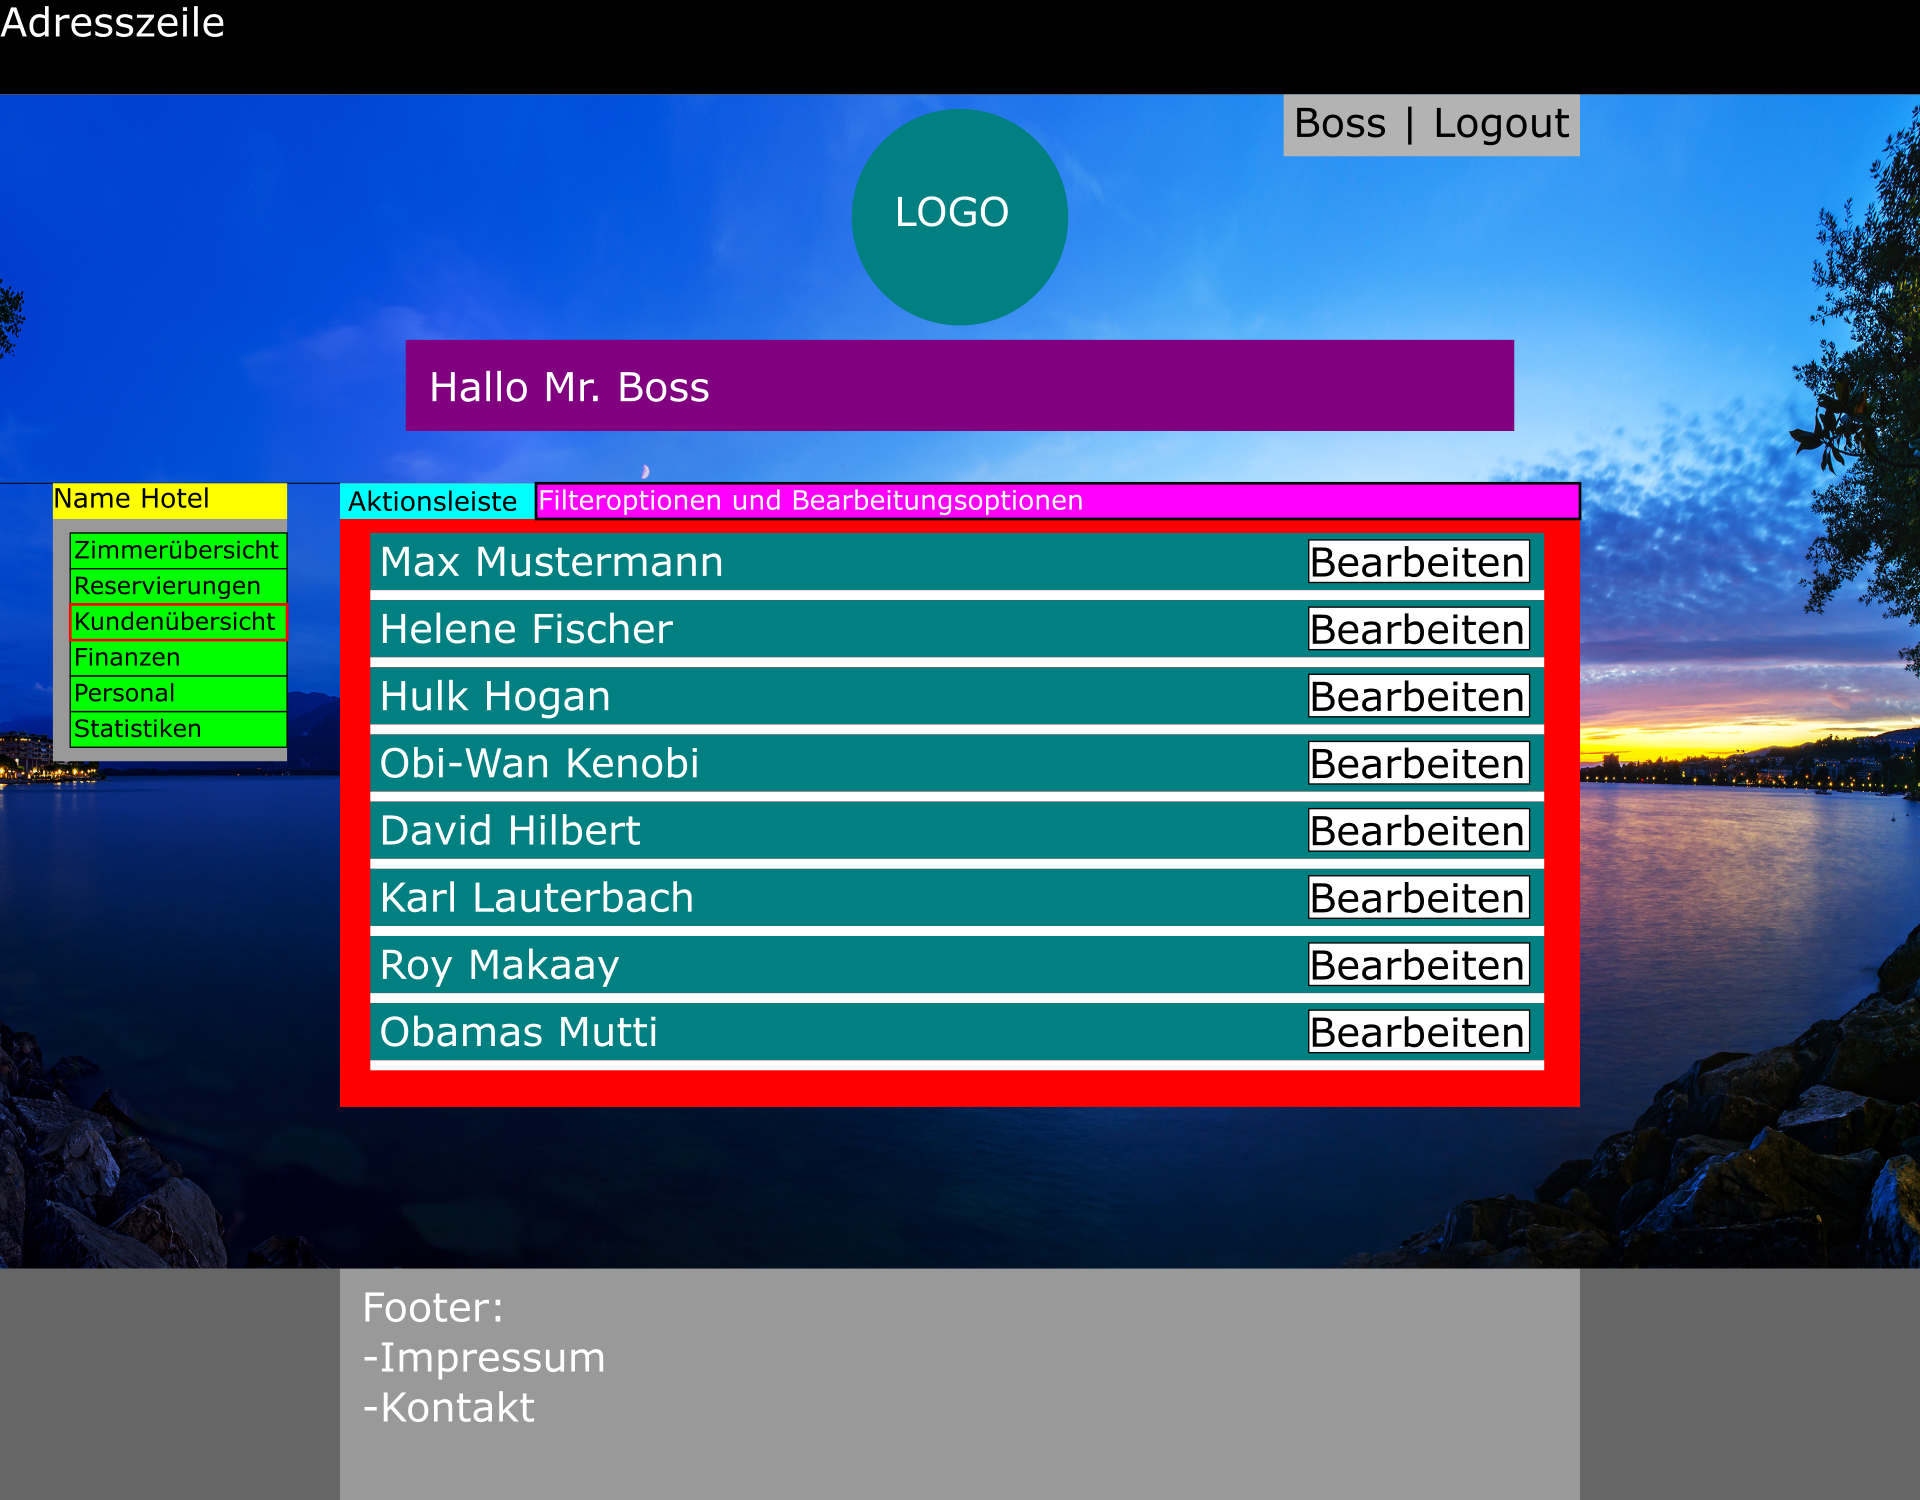 Adresszeile
Boss | Logout
LOGO
Hallo Mr. Boss
Name Hotel
Zimmerübersicht
Reservierungen
Kundenübersicht
Finanzen
Personal
Statistiken
Aktionsleiste
Filteroptionen und Bearbeitungsoptionen
Max Mustermann Bearbeiten
Helene Fischer Bearbeiten
Hulk Hogan Bearbeiten
Obi-Wan Kenobi Bearbeiten
David Hilbert Bearbeiten
Karl Lauterbach Bearbeiten
Roy Makaay Bearbeiten
Obamas Mutti Bearbeiten
Footer:
-Impressum
-Kontakt